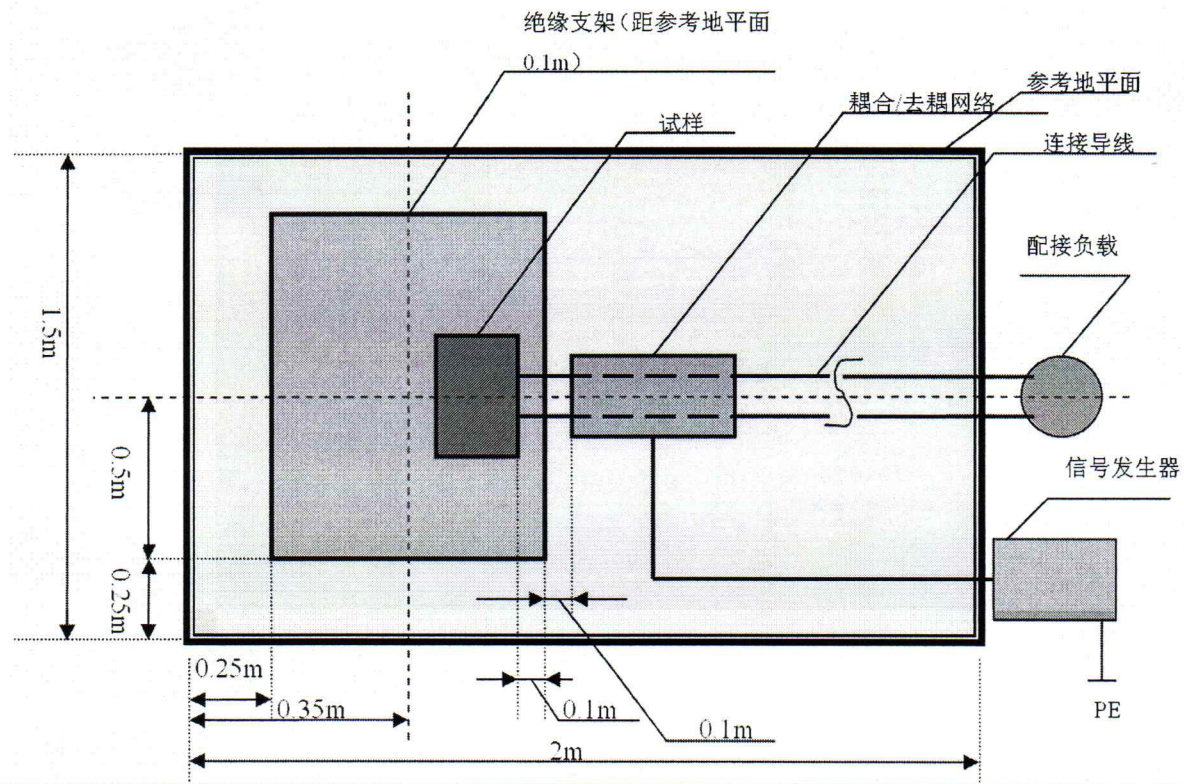 绝缘支架（距参考地平面
0.1m）
参考地平面
耦合/去耦网络
试样
连接导线
配接负载
1.5m
0.5m
信号发生器
0.25m
0.25m
0.35m
0.1m
0.1m
PE
2m